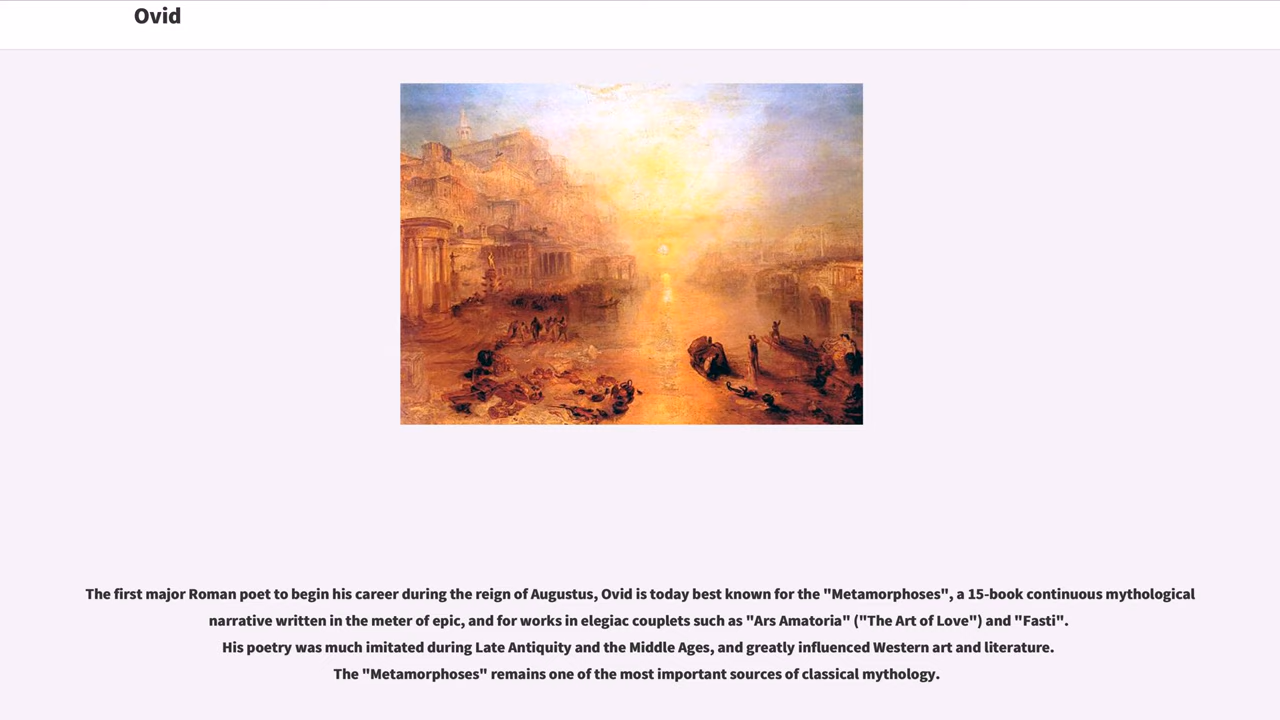 Ovid
The first major Roman poet to begin his career during the reign of Augustus, Ovid is today best known for the "Metamorphoses", a 15-book continuous mythological
narrative written in the meter of epic, and for works in elegiac couplets such as "Ars Amatoria" ("The Art of Love") and "Fasti".
His poetry was much imitated during Late Antiquity and the Middle Ages, and greatly influenced Western art and literature.
The "Metamorphoses" remains one of the most important sources of classical mythology.